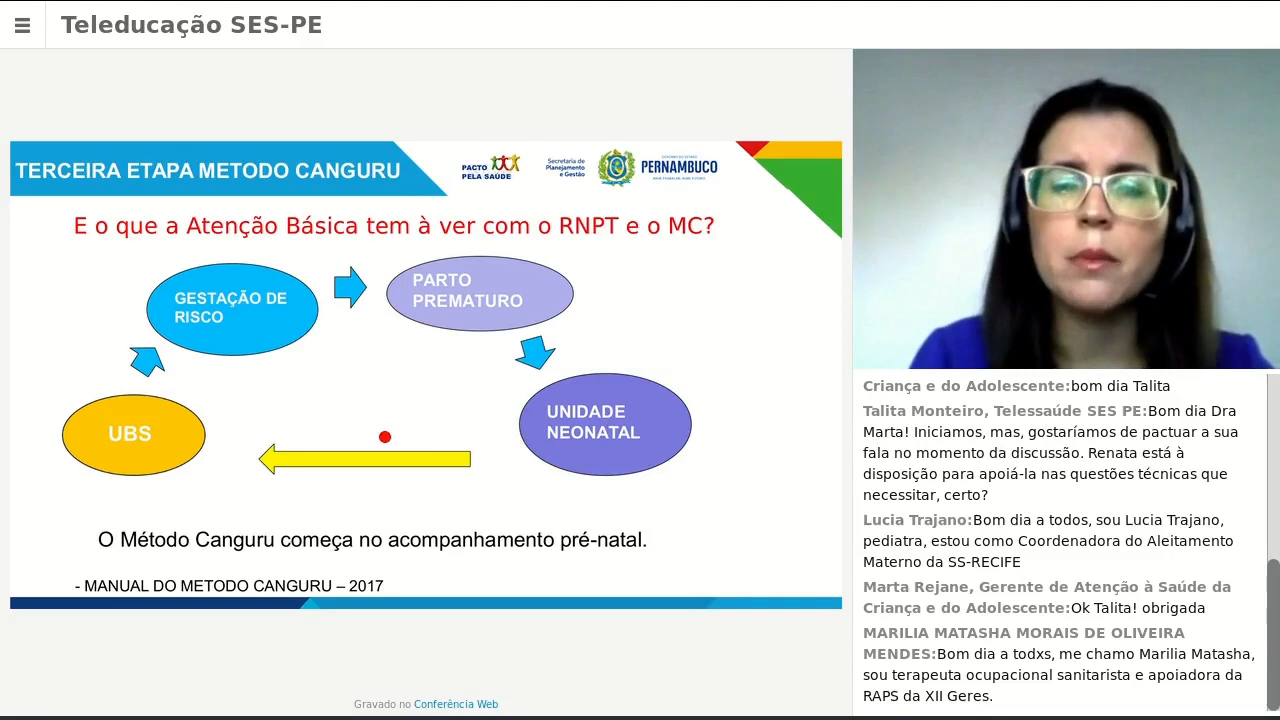 Teleducação SES-PE
TERCEIRA ETAPA METODO CANGURU
PACTO
PELA SAÚDE
Secretaria de
Planejamento
e Gestão
GOVERNO DO ESTADO
PERNAMBUCO
E o que a Atenção Básica tem à ver com o RNPT e o MC?
GESTAÇÃO DE
RISCO
PARTO
PREMATURO
UBS
UNIDADE
NEONATAL
O Método Canguru começa no acompanhamento pré-natal.
- MANUAL DO METODO CANGURU – 2017
Gravado no Conferência Web
Criança e do Adolescente:bom dia Talita
Talita Monteiro, Telessaúde SES PE:Bom dia Dra
Marta! Iniciamos, mas, gostaríamos de pactuar a sua
fala no momento da discussão. Renata está à
disposição para apoiá-la nas questões técnicas que
necessitar, certo?
Lucia Trajano:Bom dia a todos, sou Lucia Trajano,
pediatra, estou como Coordenadora do Aleitamento
Materno da SS-RECIFE
Marta Rejane, Gerente de Atenção à Saúde da
Criança e do Adolescente:Ok Talita! obrigada
MARILIA MATASHA MORAIS DE OLIVEIRA
MENDES:Bom dia a todxs, me chamo Marilia Matasha,
sou terapeuta ocupacional sanitarista e apoiadora da
RAPS da XII Geres.